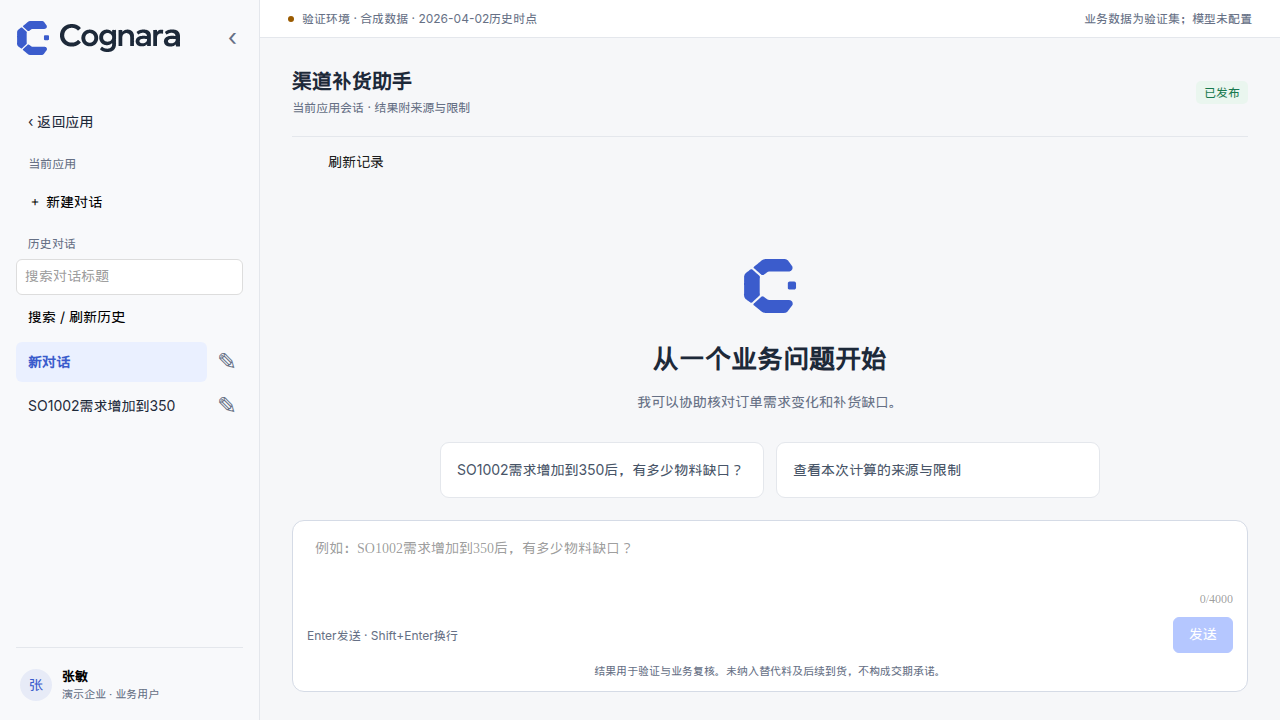 Cognara
‹
‹ 返回应用
当前应用
+ 新建对话
历史对话
搜索对话标题
搜索 / 刷新历史
新对话
SO1002需求增加到350
张
张敏
演示企业 · 业务用户
验证环境 · 合成数据 · 2026-04-02历史时点
业务数据为验证集；模型未配置
渠道补货助手
当前应用会话 · 结果附来源与限制
已发布
刷新记录
从一个业务问题开始
我可以协助核对订单需求变化和补货缺口。
SO1002需求增加到350后，有多少物料缺口？
查看本次计算的来源与限制
例如：SO1002需求增加到350后，有多少物料缺口？
0/4000
Enter发送 · Shift+Enter换行
发送
结果用于验证与业务复核。未纳入替代料及后续到货，不构成交期承诺。